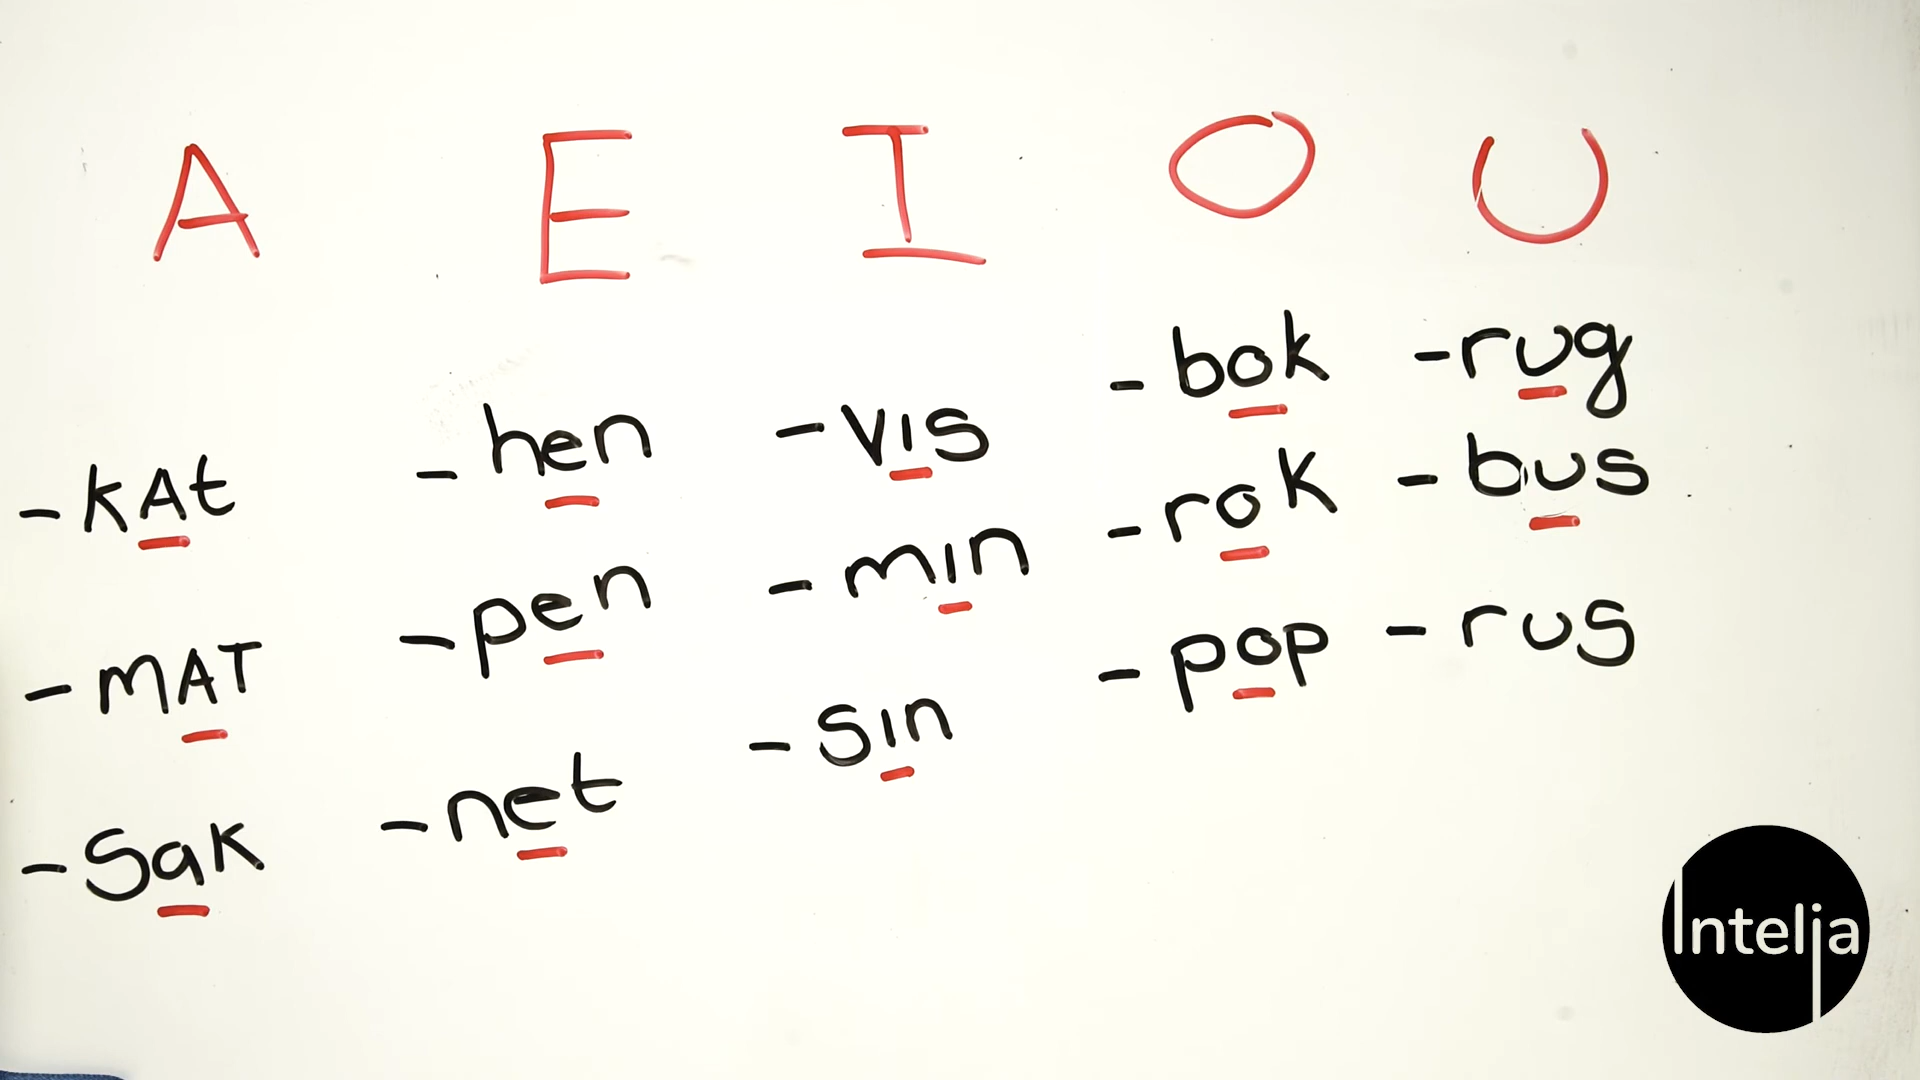 A E I O U
- kAt
- mAT
- Sak
- hen
- pen
- net
- vis
- min
- sin
- bok
- rok
- pop
- rug
- bus
- rus
Intelja